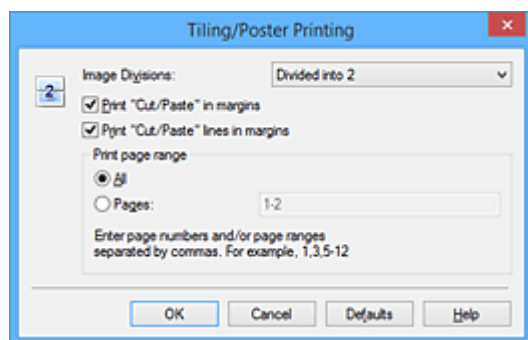 Tiling/Poster Printing
Image Divisions: Divided into 2
2
Print "Cut/Paste" in margins
Print "Cut/Paste" lines in margins
Print page range
All
Pages: 1-2
Enter page numbers and/or page ranges
separated by commas. For example, 1,3,5-12
OK Cancel Defaults Help